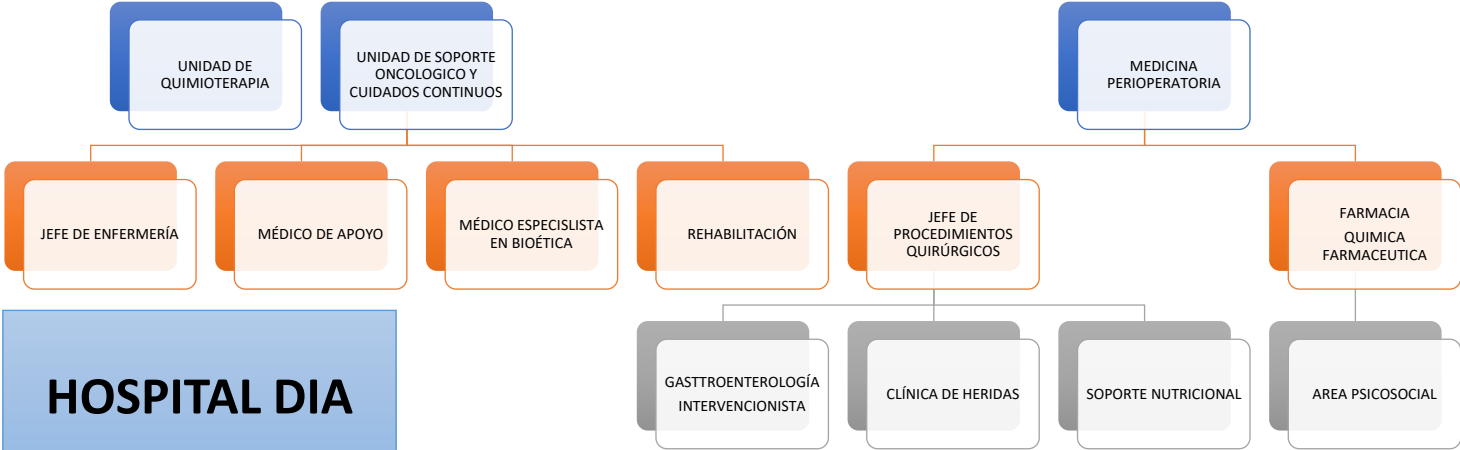 UNIDAD DE
QUIMIOTERAPIA
UNIDAD DE SOPORTE
ONCOLOGICO Y
CUIDADOS CONTINUOS
MEDICINA
PERIOPERATORIA
JEFE DE ENFERMERÍA
MÉDICO DE APOYO
MÉDICO ESPECISLISTA
EN BIOÉTICA
REHABILITACIÓN
JEFE DE
PROCEDIMIENTOS
QUIRÚRGICOS
FARMACIA
QUIMICA
FARMACEUTICA
HOSPITAL DIA
GASTTROENTEROLOGÍA
INTERVENCIONISTA
CLÍNICA DE HERIDAS
SOPORTE NUTRICIONAL
AREA PSICOSOCIAL